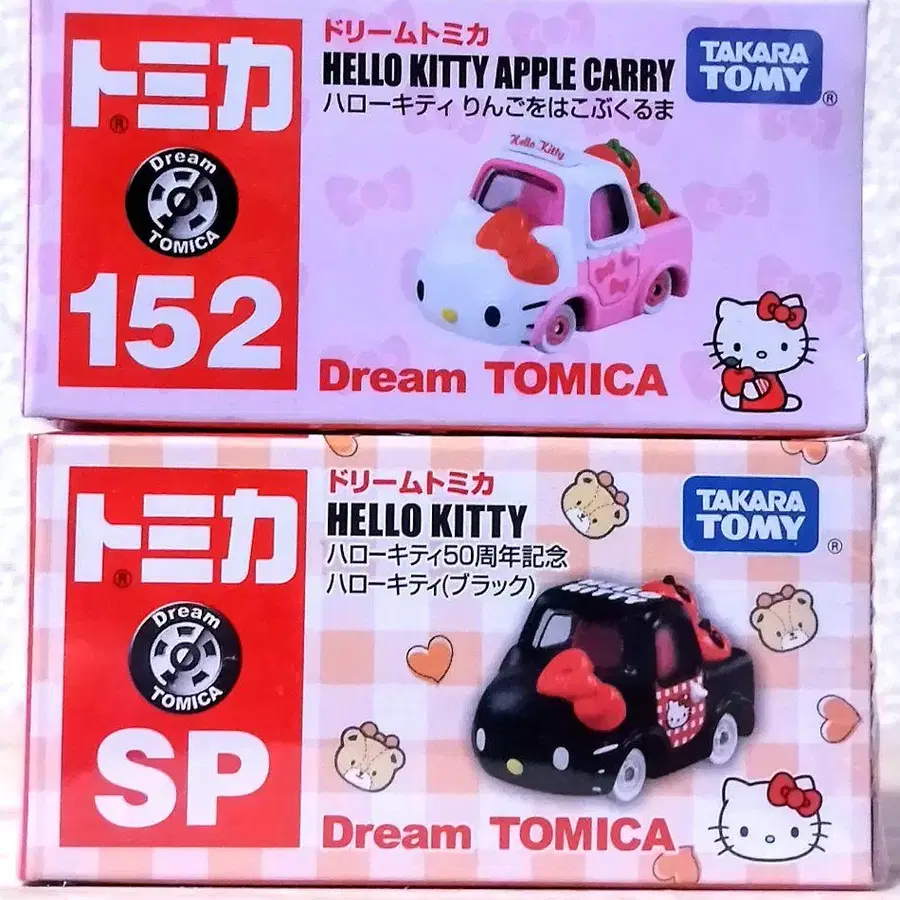 トミカ®
Dream
TOMICA
152
ドリームトミカ
HELLO KITTY APPLE CARRY
ハローキティ りんごをはこぶくるま
TAKARA
TOMY®
Hello Kitty
Dream TOMICA
トミカ®
Dream
TOMICA
SP
ドリームトミカ
HELLO KITTY
ハローキティ50周年記念
ハローキティ(ブラック)
TAKARA
TOMY®
HELLO
KITTY
Dream TOMICA